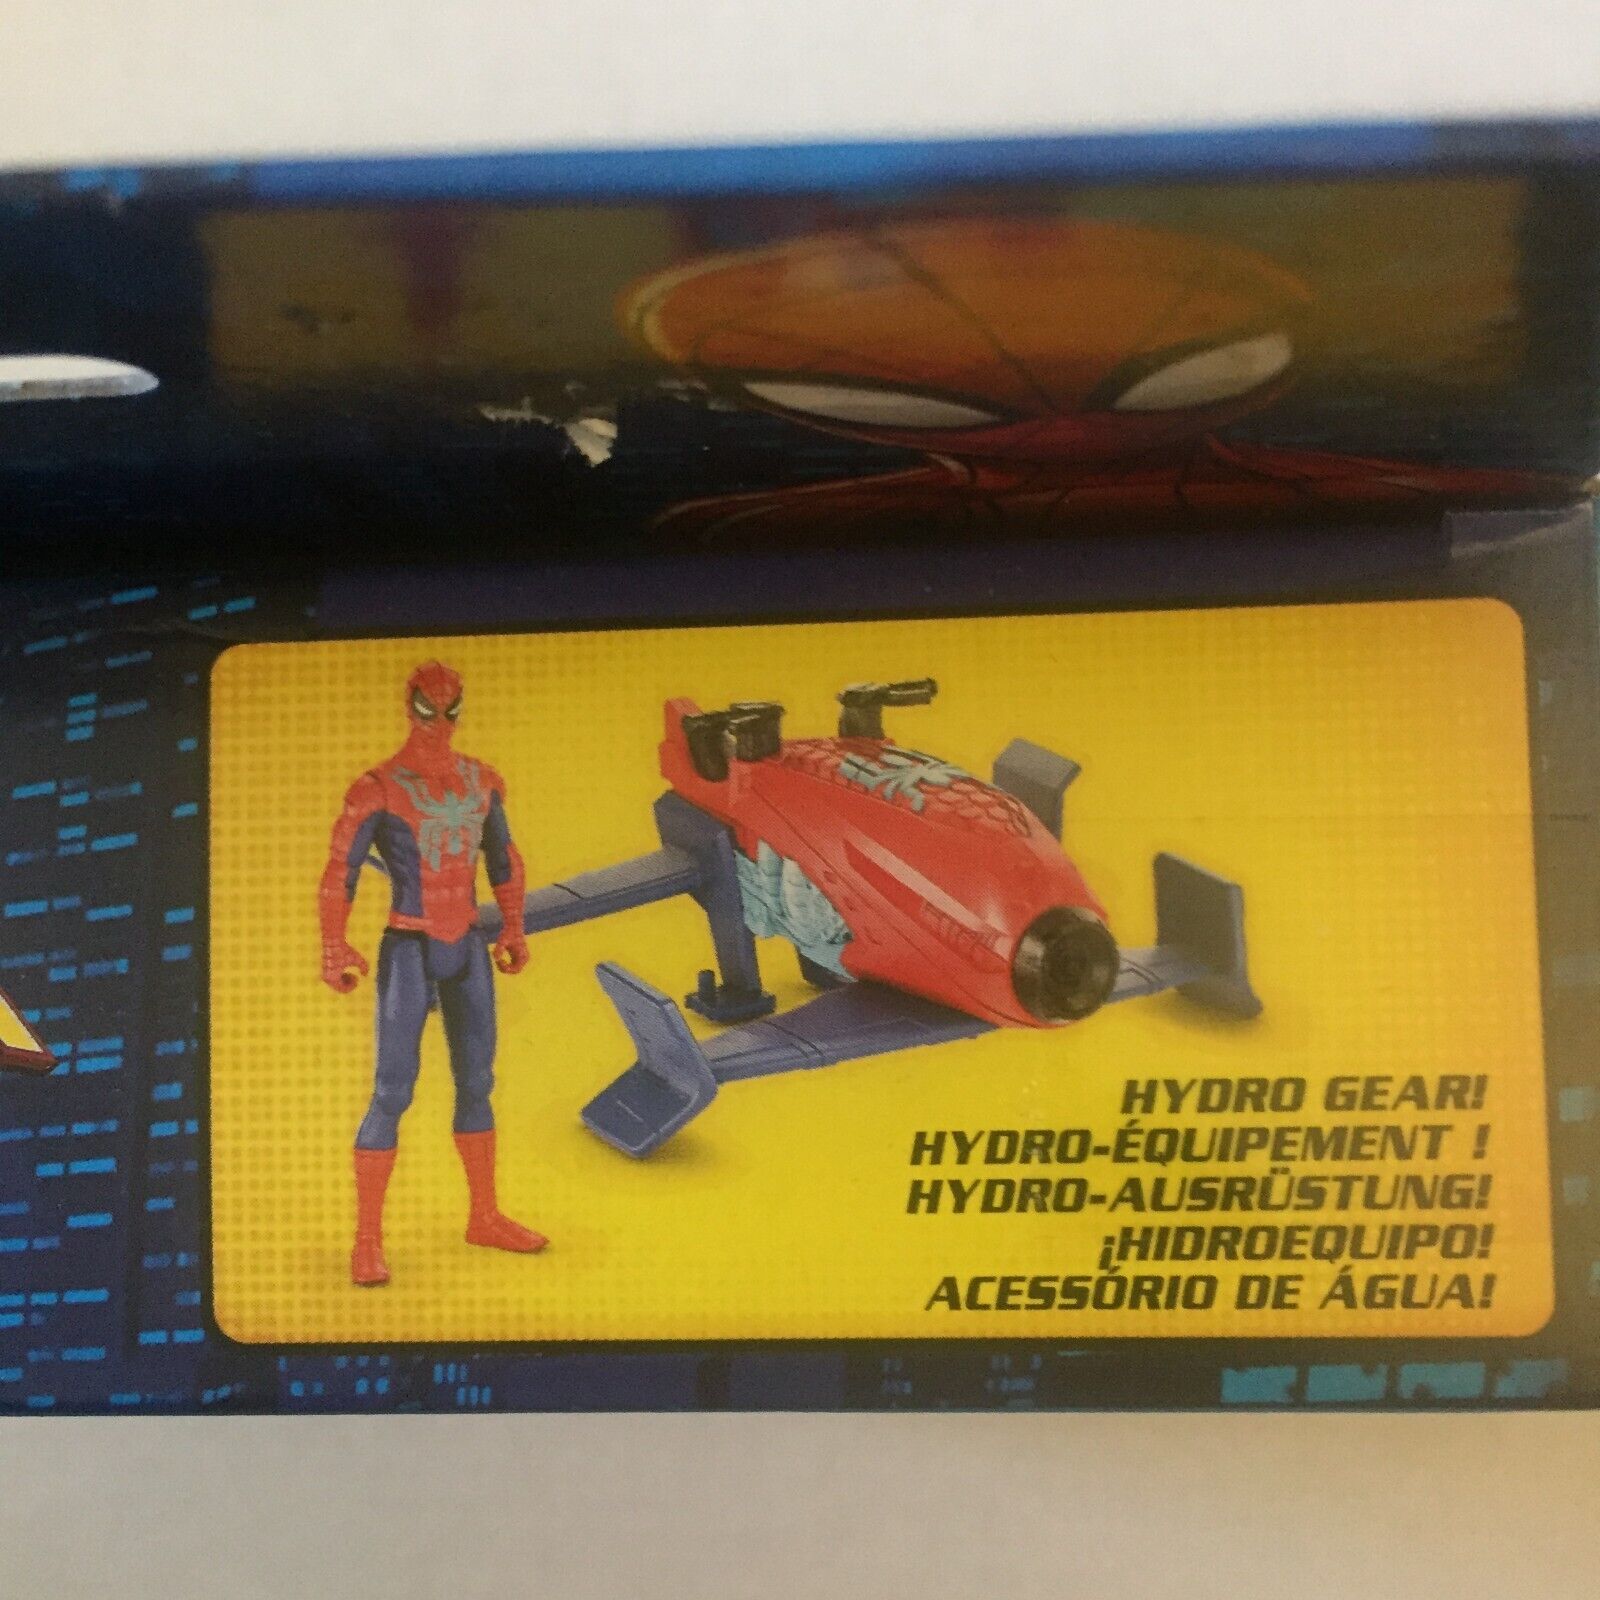 HYDRO GEAR!
HYDRO-ÉQUIPEMENT !
HYDRO-AUSRÜSTUNG!
¡HIDROEQUIPO!
ACESSÓRIO DE ÁGUA!